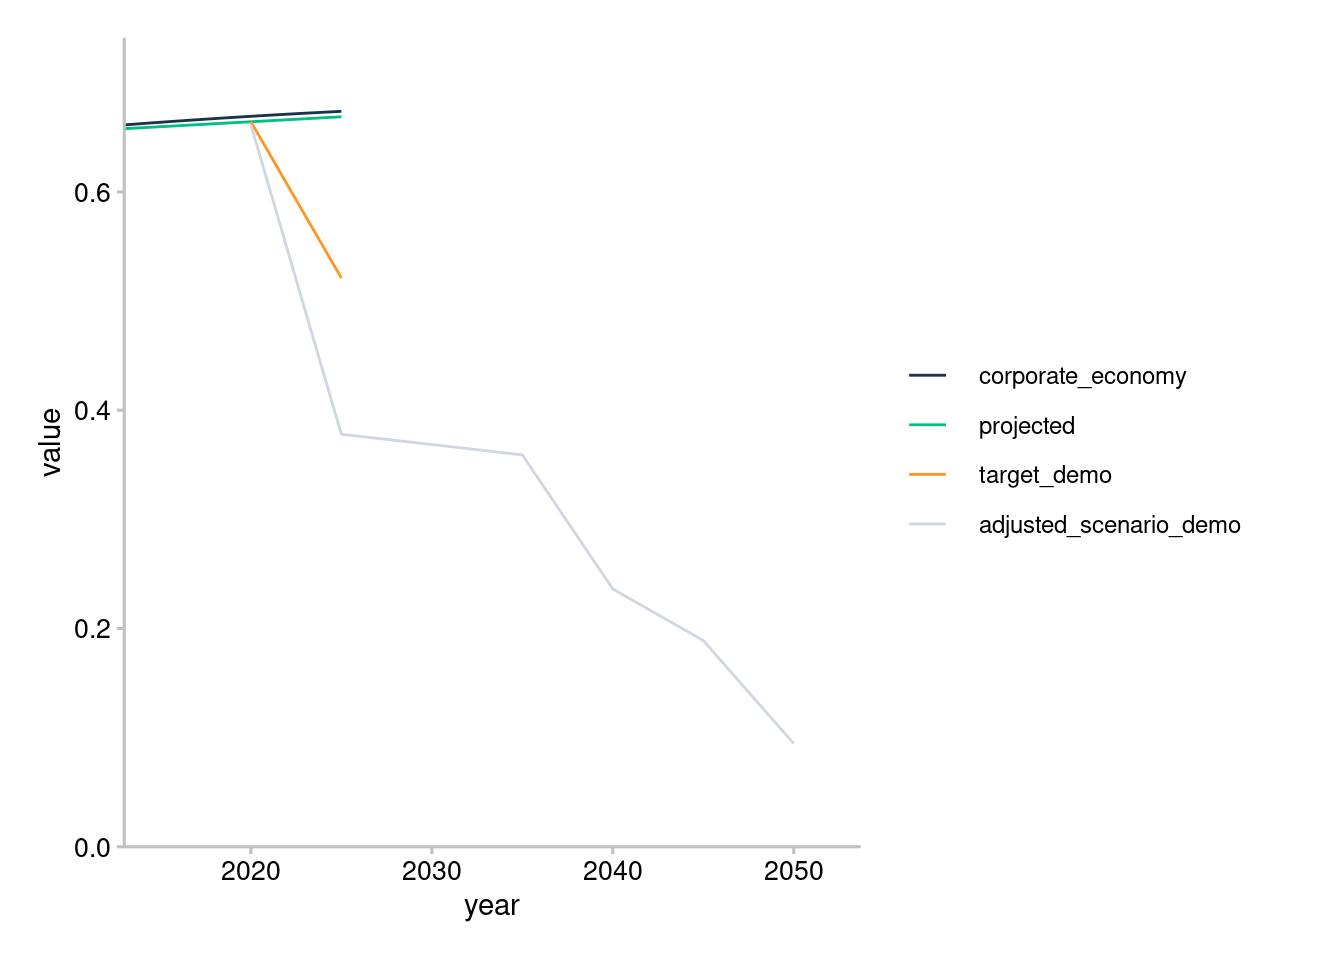 0.6
0.4
0.2
0.0
value
2020 2030 2040 2050
year
corporate_economy
projected
target_demo
adjusted_scenario_demo